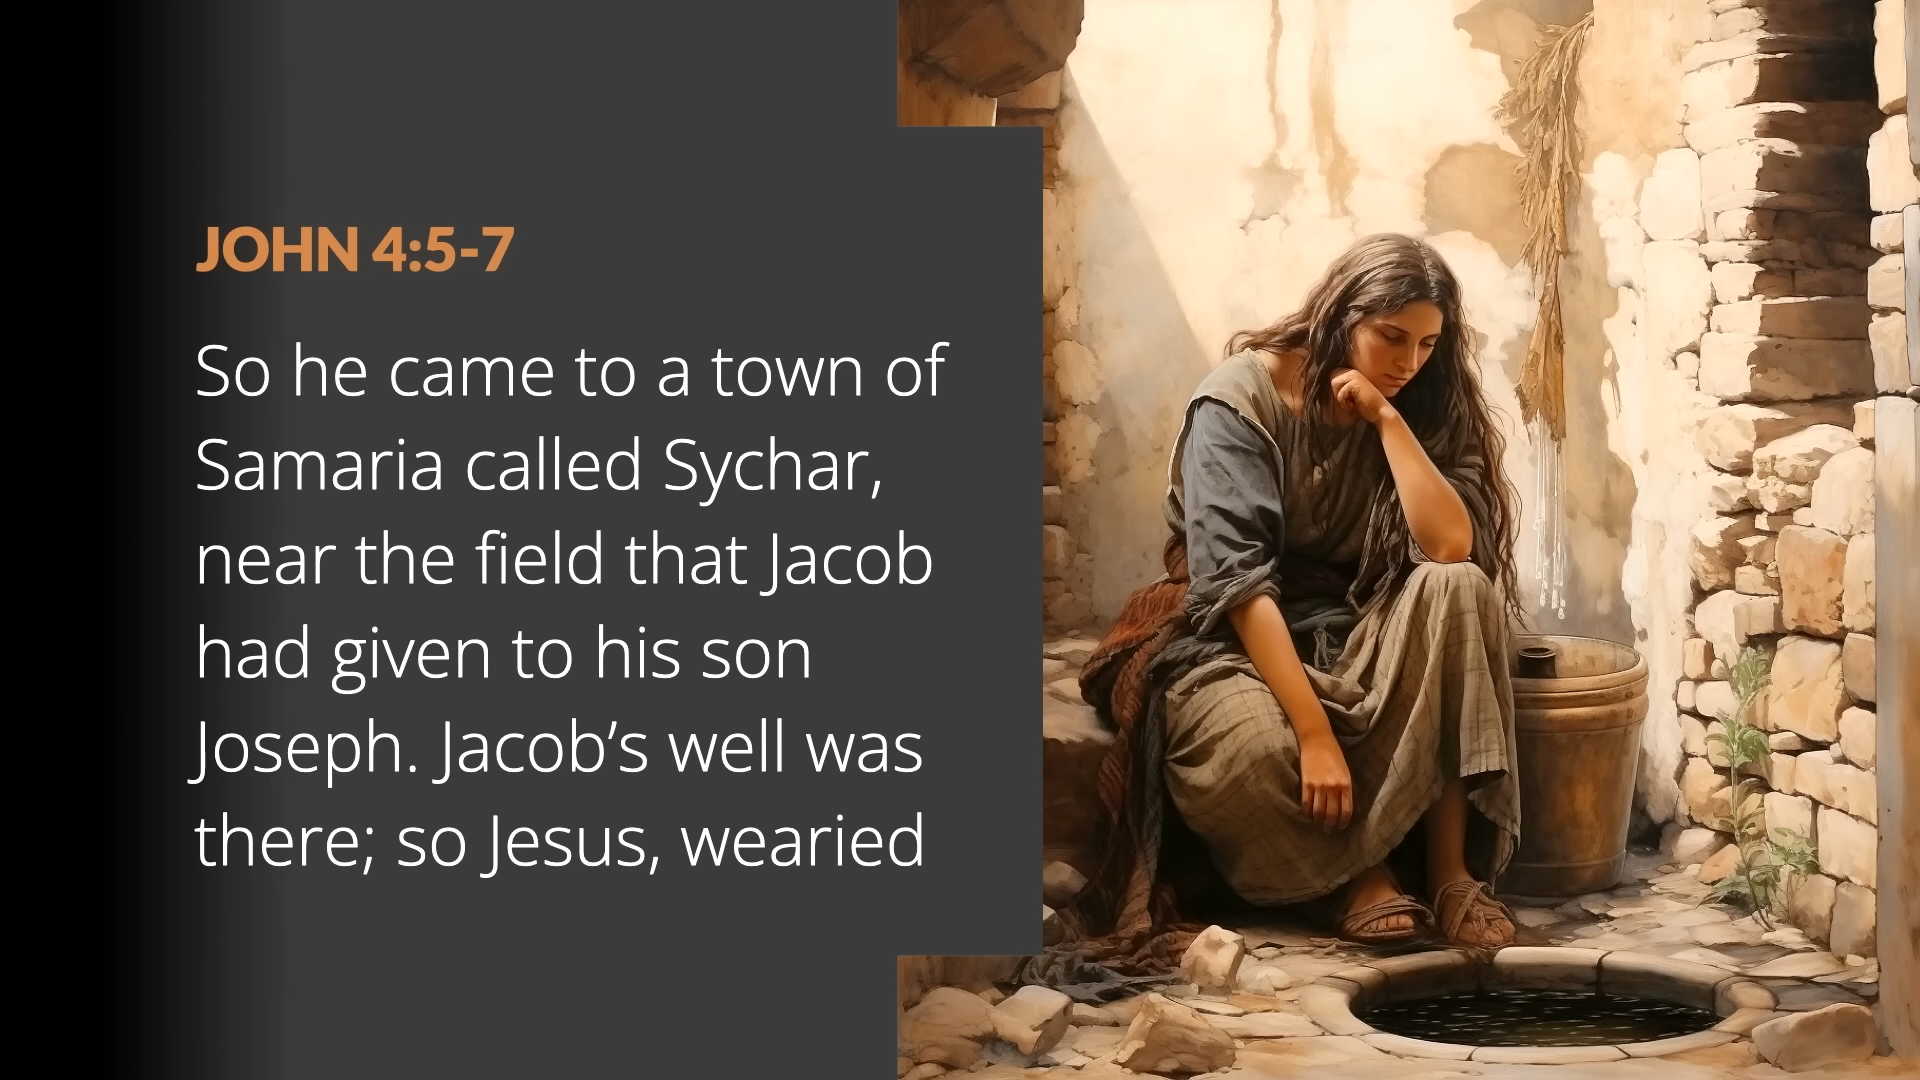 JOHN 4:5-7
So he came to a town of
Samaria called Sychar,
near the field that Jacob
had given to his son
Joseph. Jacob’s well was
there; so Jesus, wearied